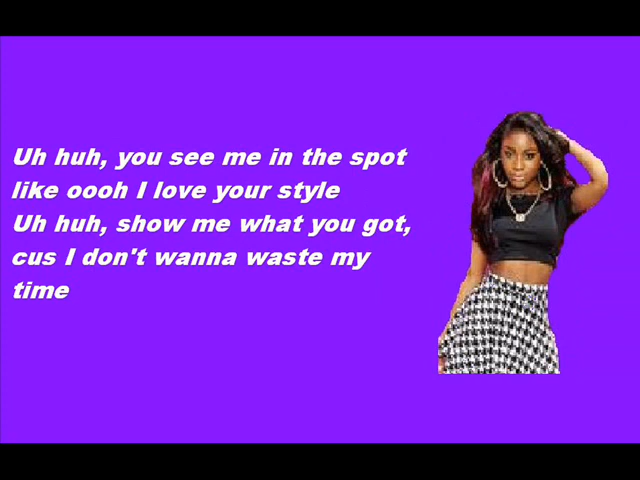 Uh huh, you see me in the spot
like oooh I love your style
Uh huh, show me what you got,
cus I don't wanna waste my
time